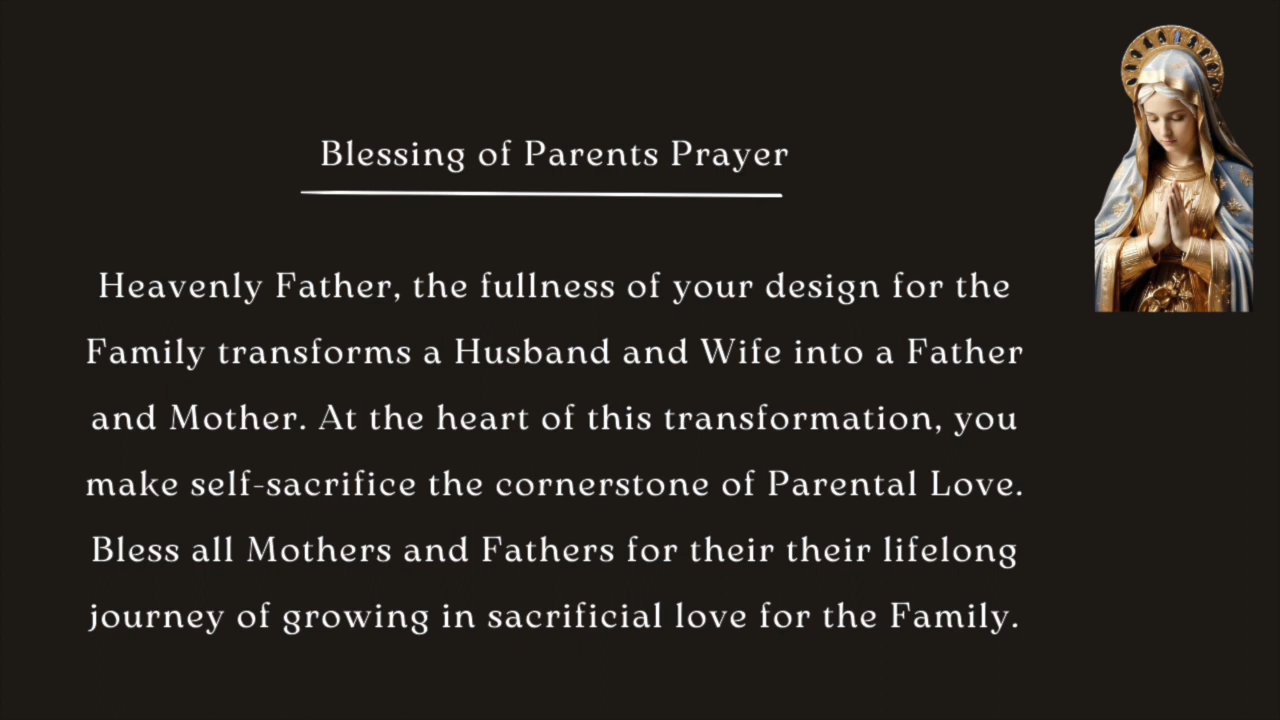 Blessing of Parents Prayer
Heavenly Father, the fullness of your design for the
Family transforms a Husband and Wife into a Father
and Mother. At the heart of this transformation, you
make self-sacrifice the cornerstone of Parental Love.
Bless all Mothers and Fathers for their their lifelong
journey of growing in sacrificial love for the Family.